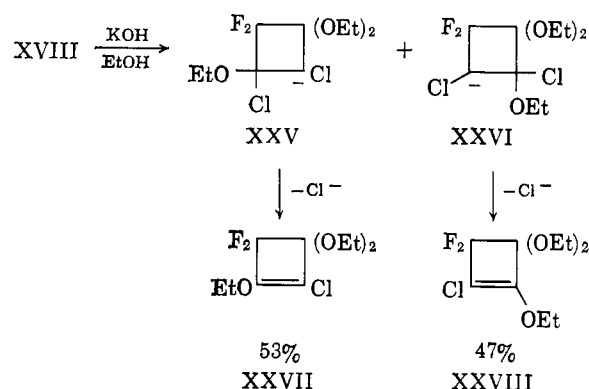 XVIII KOH EtOH F₂ (OEt)₂ EtO Cl − Cl XXV + F₂ (OEt)₂ Cl − Cl OEt XXVI
−Cl⁻ −Cl⁻
F₂ (OEt)₂ F₂ (OEt)₂
EtO Cl Cl OEt
53% 47%
XXVII XXVIII